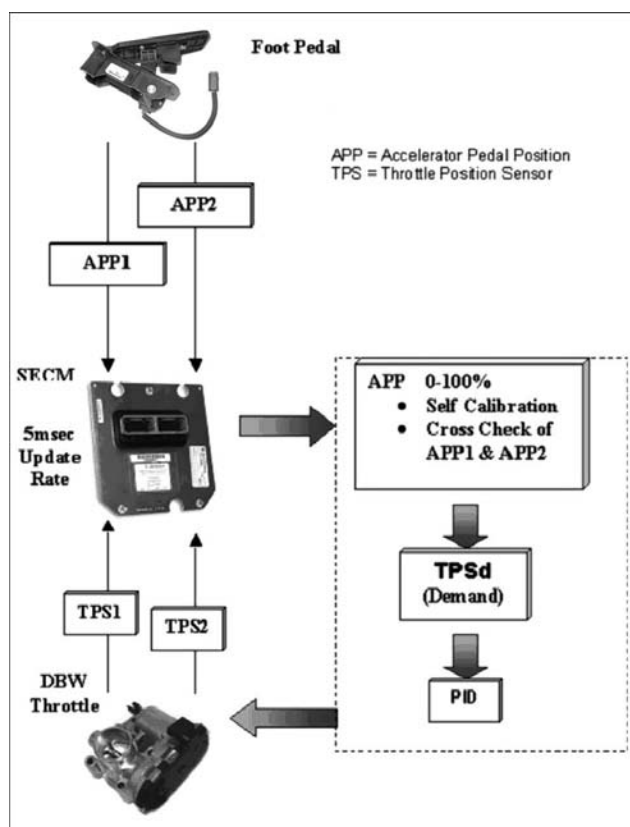 Foot Pedal
APP = Accelerator Pedal Position
TPS = Throttle Position Sensor
APP2
APP1
SECM
5msec
Update
Rate
APP 0-100%
• Self Calibration
• Cross Check of
APP1 & APP2
TPSd
(Demand)
PID
TPS1
TPS2
DBW
Throttle